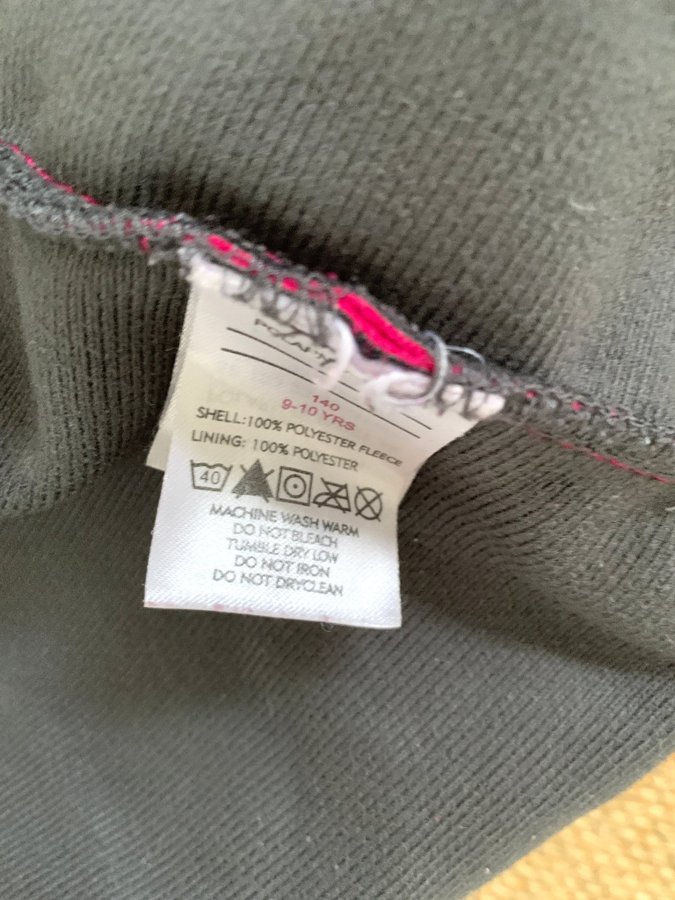 140
9-10 YRS
SHELL:100% POLYESTER FLEECE
LINING: 100% POLYESTER
40
MACHINE WASH WARM
DO NOT BLEACH
TUMBLE DRY LOW
DO NOT IRON
DO NOT DRYCLEAN